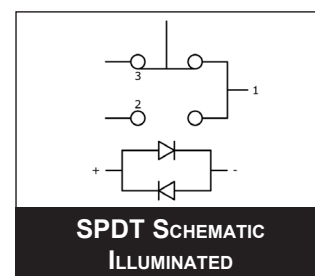 3
1
2
+ -
SPDT SCHEMATIC
ILLUMINATED